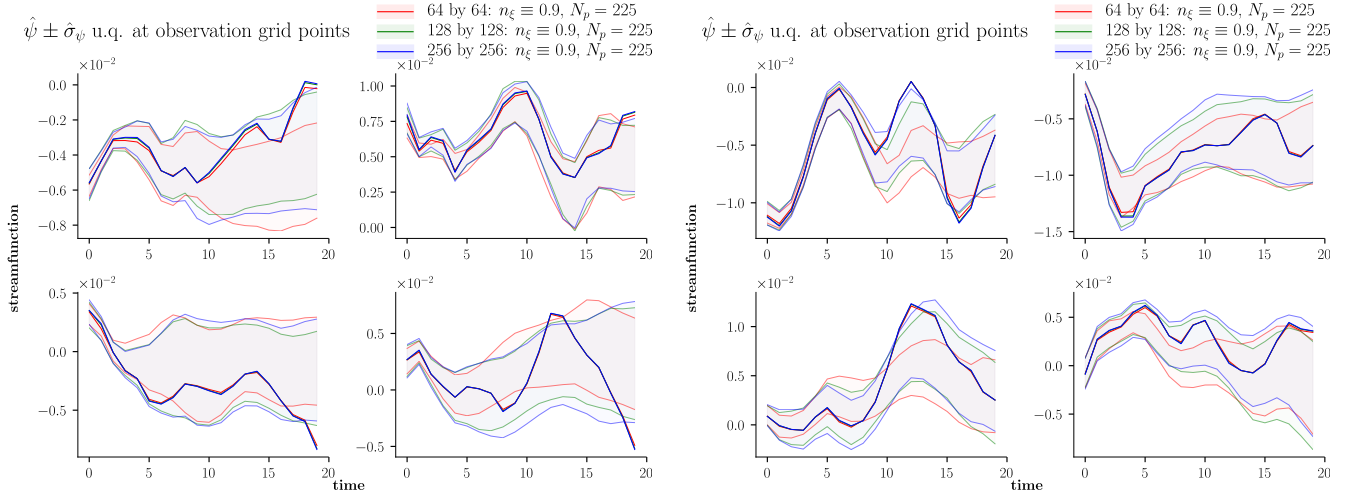 64 by 64: n_ξ ≡ 0.9, N_p = 225
ψ̂ ± σ̂_ψ u.q. at observation grid points
128 by 128: n_ξ ≡ 0.9, N_p = 225
256 by 256: n_ξ ≡ 0.9, N_p = 225
×10⁻²
0.0
−0.2
−0.4
−0.6
−0.8
0 5 10 15 20
×10⁻²
1.00
0.75
0.50
0.25
0.00
0 5 10 15 20
streamfunction
×10⁻²
0.5
0.0
−0.5
0 5 10 15 20
×10⁻²
0.5
0.0
−0.5
0 5 10 15 20
time
64 by 64: n_ξ ≡ 0.9, N_p = 225
ψ̂ ± σ̂_ψ u.q. at observation grid points
128 by 128: n_ξ ≡ 0.9, N_p = 225
256 by 256: n_ξ ≡ 0.9, N_p = 225
×10⁻²
0.0
−0.5
−1.0
0 5 10 15 20
×10⁻²
−0.5
−1.0
−1.5
0 5 10 15 20
streamfunction
×10⁻²
1.0
0.5
0.0
0 5 10 15 20
×10⁻²
0.5
0.0
−0.5
0 5 10 15 20
time